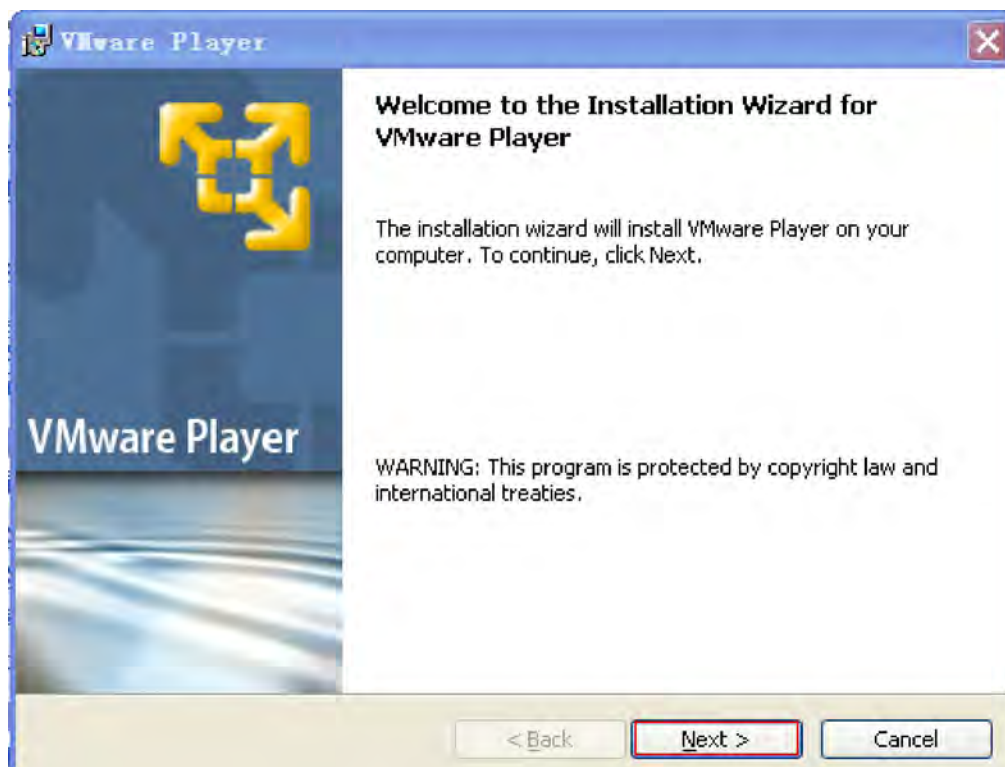 VMware Player
Welcome to the Installation Wizard for
VMware Player
The installation wizard will install VMware Player on your
computer. To continue, click Next.
VMware Player
WARNING: This program is protected by copyright law and
international treaties.
< Back
Next >
Cancel